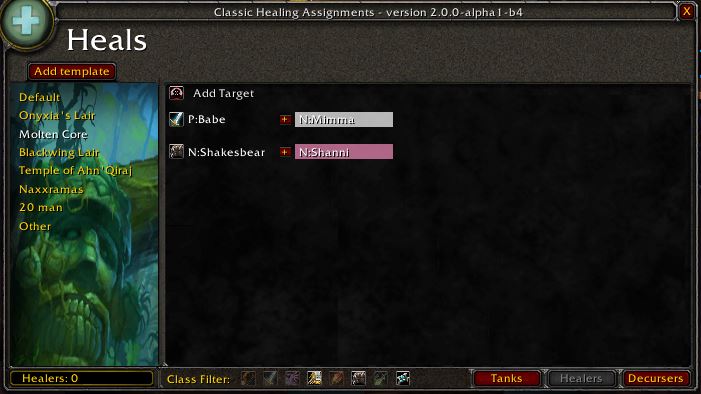 Classic Healing Assignments - version 2.0.0-alpha1-b4
X
Heals
Add template
Default
Onyxia's Lair
Molten Core
Blackwing Lair
Temple of Ahn'Qiraj
Naxxramas
20 man
Other
Add Target
P:Babe
N:Mimma
N:Shakesbear
N:Shanni
Healers: 0
Class Filter:
Tanks
Healers
Decursers